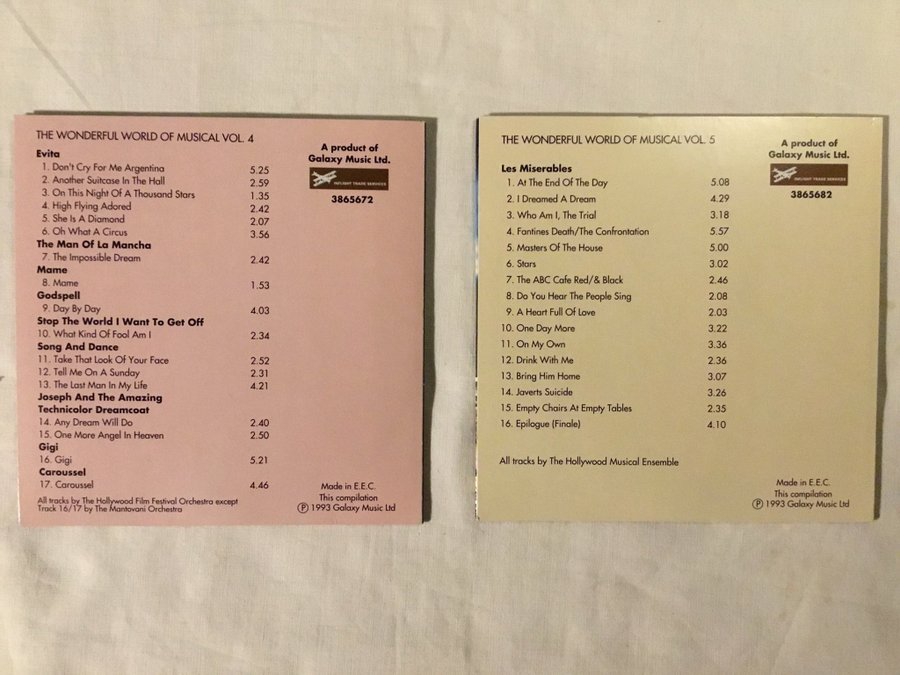 THE WONDERFUL WORLD OF MUSICAL VOL. 4
A product of
Galaxy Music Ltd.
INFLIGHT TRADE SERVICES
3865672
Evita
1. Don't Cry For Me Argentina 5.25
2. Another Suitcase In The Hall 2.59
3. On This Night Of A Thousand Stars 1.35
4. High Flying Adored 2.42
5. She Is A Diamond 2.07
6. Oh What A Circus 3.56
The Man Of La Mancha
7. The Impossible Dream 2.42
Mame
8. Mame 1.53
Godspell
9. Day By Day 4.03
Stop The World I Want To Get Off
10. What Kind Of Fool Am I 2.34
Song And Dance
11. Take That Look Of Your Face 2.52
12. Tell Me On A Sunday 2.31
13. The Last Man In My Life 4.21
Joseph And The Amazing
Technicolor Dreamcoat
14. Any Dream Will Do 2.40
15. One More Angel In Heaven 2.50
Gigi
16. Gigi 5.21
Caroussel
17. Caroussel 4.46
All tracks by The Hollywood Film Festival Orchestra except
Track 16/17 by The Mantovani Orchestra
Made in E.E.C.
This compilation
Ⓟ 1993 Galaxy Music Ltd
THE WONDERFUL WORLD OF MUSICAL VOL. 5
A product of
Galaxy Music Ltd.
INFLIGHT TRADE SERVICES
3865682
Les Miserables
1. At The End Of The Day 5.08
2. I Dreamed A Dream 4.29
3. Who Am I, The Trial 3.18
4. Fantines Death/The Confrontation 5.57
5. Masters Of The House 5.00
6. Stars 3.02
7. The ABC Cafe Red/& Black 2.46
8. Do You Hear The People Sing 2.08
9. A Heart Full Of Love 2.03
10. One Day More 3.22
11. On My Own 3.36
12. Drink With Me 2.36
13. Bring Him Home 3.07
14. Javerts Suicide 3.26
15. Empty Chairs At Empty Tables 2.35
16. Epilogue (Finale) 4.10
All tracks by The Hollywood Musical Ensemble
Made in E.E.C.
This compilation
Ⓟ 1993 Galaxy Music Ltd